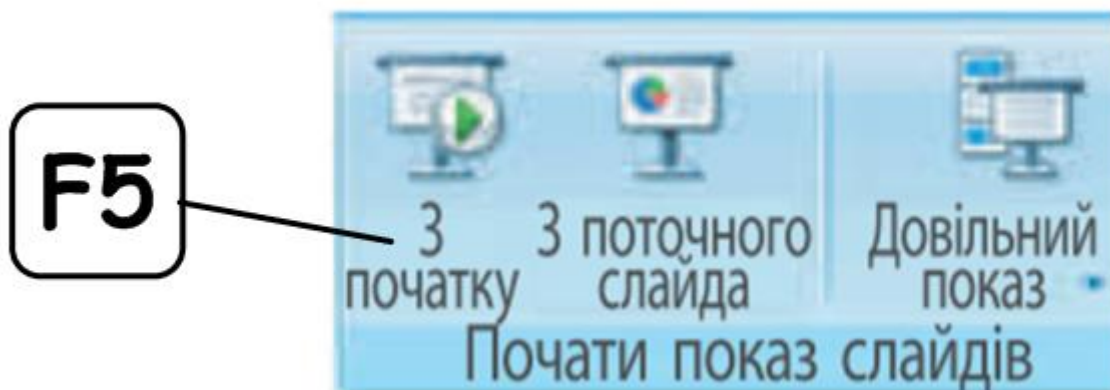 F5
З початку
З поточного слайда
Довільний показ
Почати показ слайдів